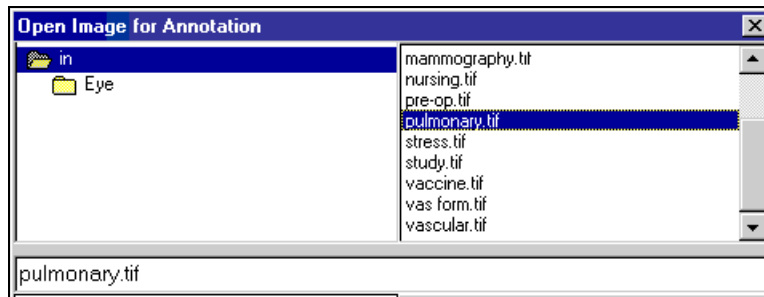 Open Image for Annotation
in
Eye
mammography.tif
nursing.tif
pre-op.tif
pulmonary.tif
stress.tif
study.tif
vaccine.tif
vas form.tif
vascular.tif
pulmonary.tif